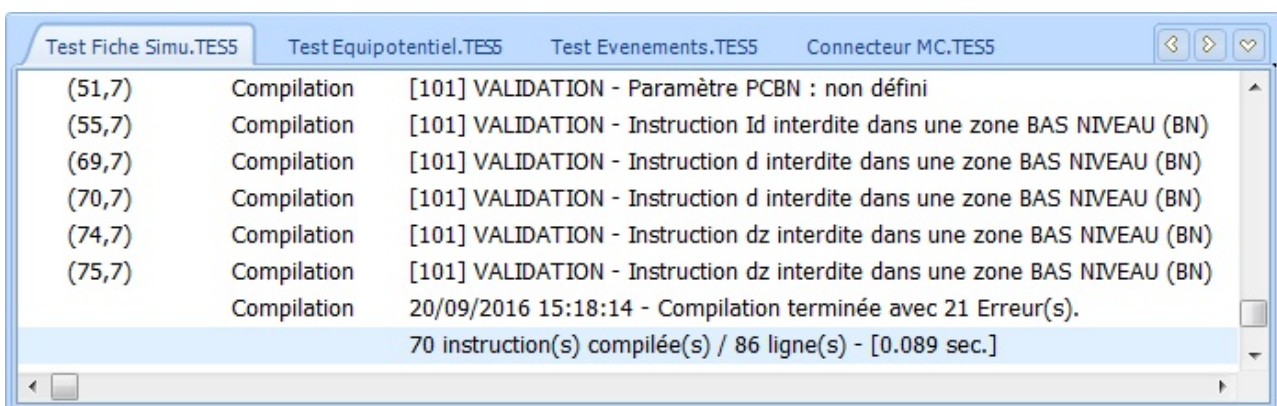 Test Fiche Simu.TES5 Test Equipotentiel.TES5 Test Evenements.TES5 Connecteur MC.TES5
(51,7) Compilation [101] VALIDATION - Paramètre PCBN : non défini
(55,7) Compilation [101] VALIDATION - Instruction Id interdite dans une zone BAS NIVEAU (BN)
(69,7) Compilation [101] VALIDATION - Instruction d interdite dans une zone BAS NIVEAU (BN)
(70,7) Compilation [101] VALIDATION - Instruction d interdite dans une zone BAS NIVEAU (BN)
(74,7) Compilation [101] VALIDATION - Instruction dz interdite dans une zone BAS NIVEAU (BN)
(75,7) Compilation [101] VALIDATION - Instruction dz interdite dans une zone BAS NIVEAU (BN)
Compilation 20/09/2016 15:18:14 - Compilation terminée avec 21 Erreur(s).
70 instruction(s) compilée(s) / 86 ligne(s) - [0.089 sec.]